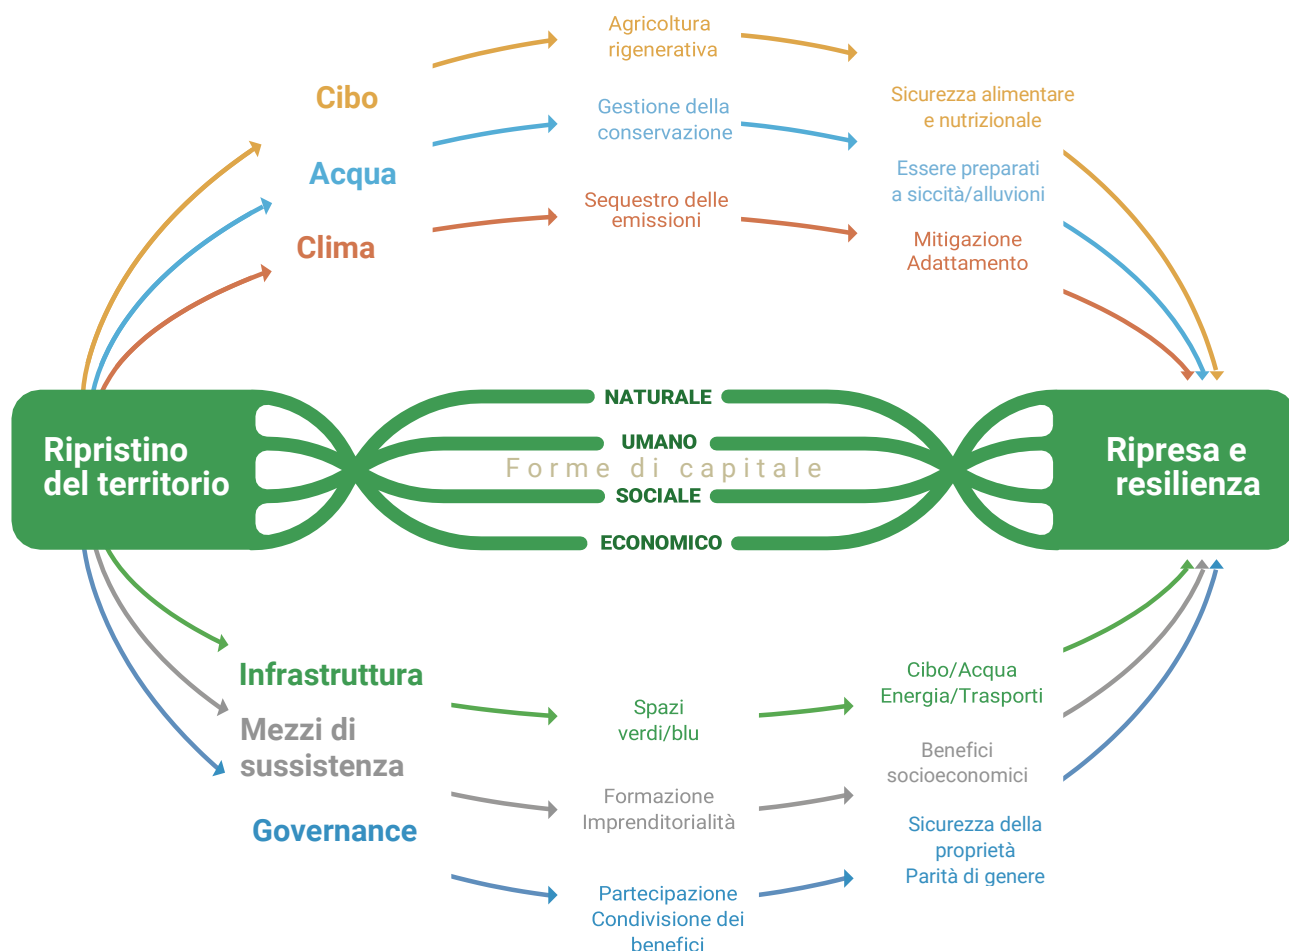 Agricoltura
rigenerativa
Cibo
Sicurezza alimentare
e nutrizionale
Gestione della
conservazione
Acqua
Essere preparati
a siccità/alluvioni
Sequestro delle
emissioni
Clima
Mitigazione
Adattamento
Ripristino
del territorio
NATURALE
UMANO
Forme di capitale
SOCIALE
ECONOMICO
Ripresa e
resilienza
Infrastruttura
Spazi
verdi/blu
Cibo/Acqua
Energia/Trasporti
Mezzi di
sussistenza
Formazione
Imprenditorialità
Benefici
socioeconomici
Governance
Partecipazione
Condivisione dei
benefici
Sicurezza della
proprietà
Parità di genere